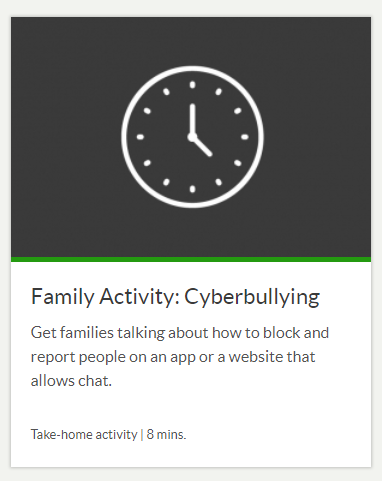 Family Activity: Cyberbullying
Get families talking about how to block and
report people on an app or a website that
allows chat.
Take-home activity | 8 mins.